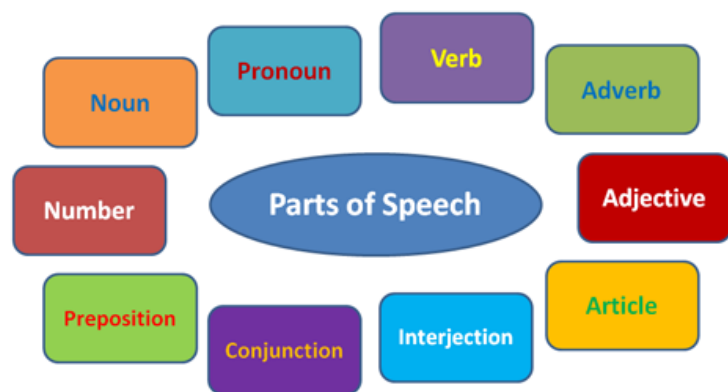 Noun
Pronoun
Verb
Adverb
Number
Parts of Speech
Adjective
Preposition
Conjunction
Interjection
Article